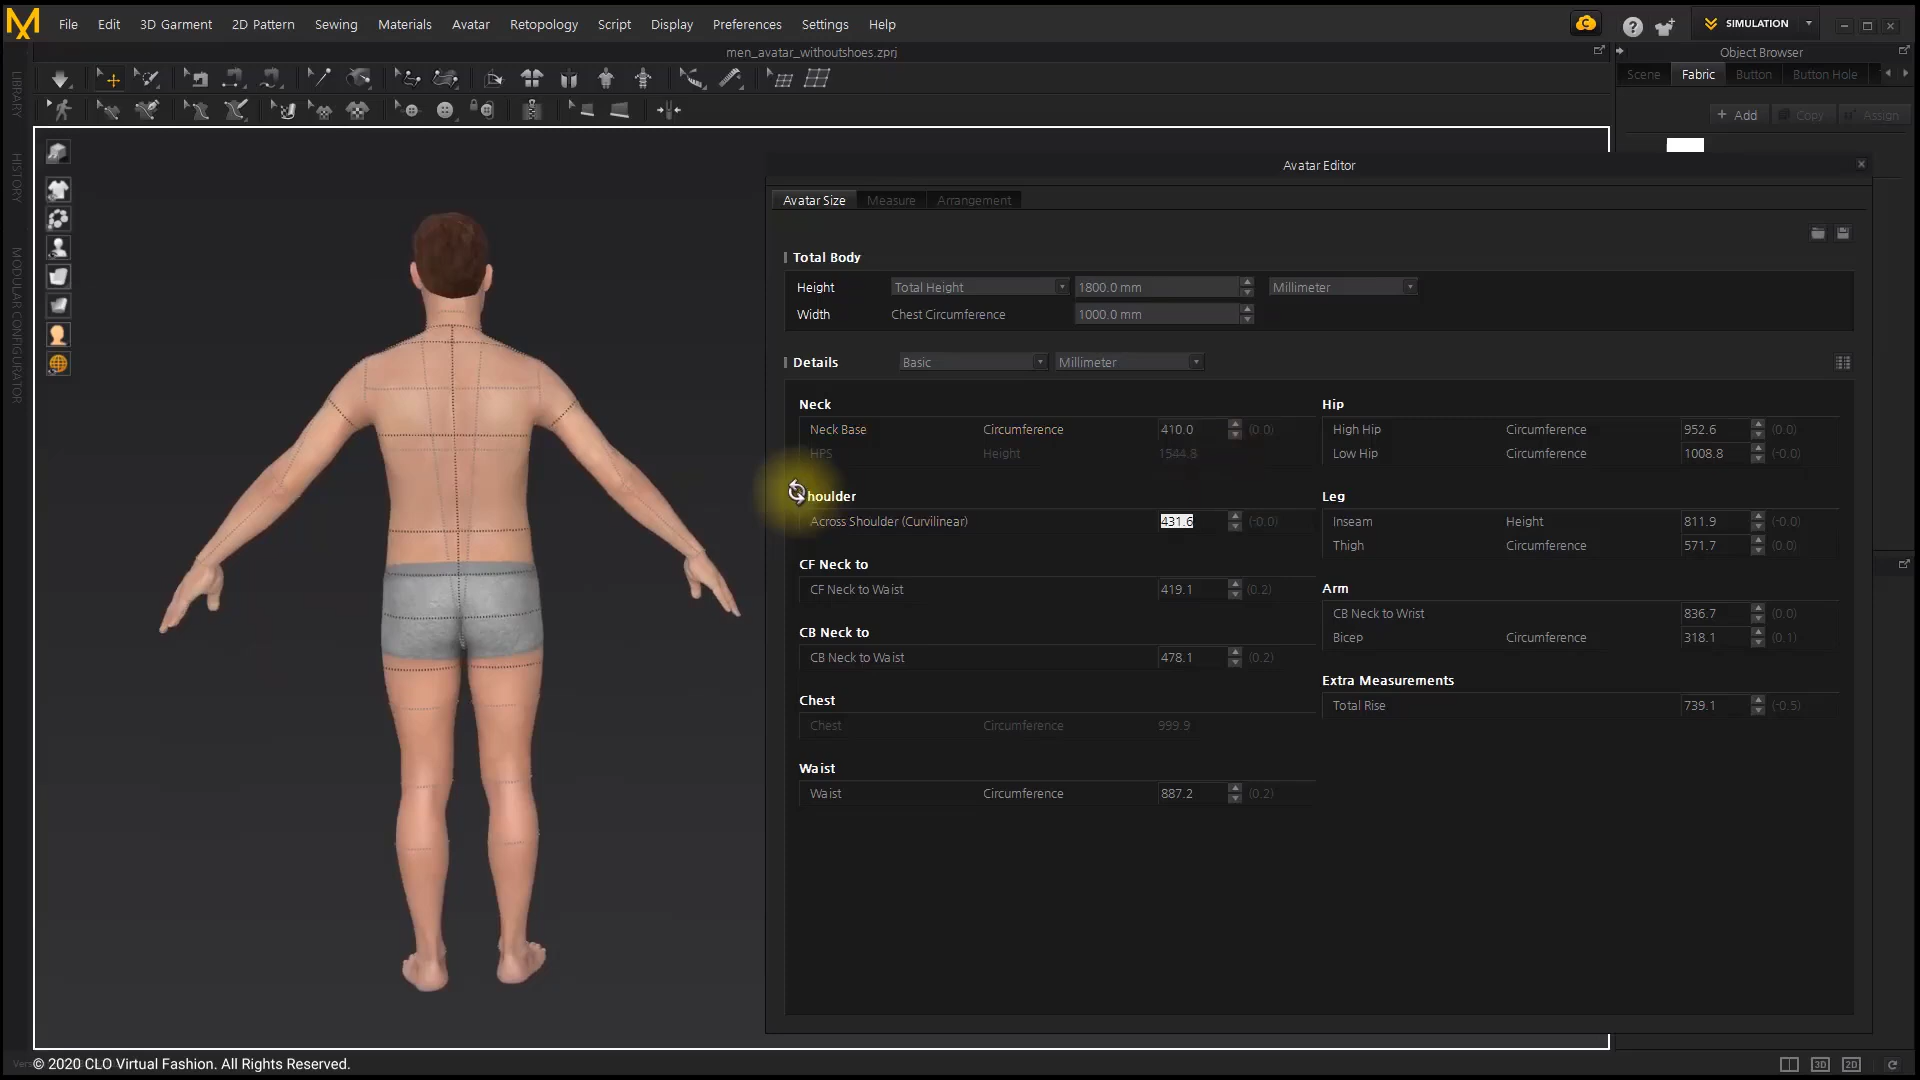 File Edit 3D Garment 2D Pattern Sewing Materials Avatar Retopology Script Display Preferences Settings Help
SIMULATION
men_avatar_withoutshoes.zprj
Object Browser
Scene Fabric Button Button Hole
+ Add Copy Assign
LIBRARY
HISTORY
MODULAR CONFIGURATOR
Avatar Editor
Avatar Size Measure Arrangement
Total Body
Height Total Height 1800.0 mm Millimeter
Width Chest Circumference 1000.0 mm
Details Basic Millimeter
Neck
Neck Base Circumference 410.0 (0.0)
HPS Height 1544.8
houlder
Across Shoulder (Curvilinear) 431.6 (-0.0)
CF Neck to
CF Neck to Waist 419.1 (0.2)
CB Neck to
CB Neck to Waist 478.1 (0.2)
Chest
Chest Circumference 999.9
Waist
Waist Circumference 887.2 (0.2)
Hip
High Hip Circumference 952.6 (0.0)
Low Hip Circumference 1008.8 (-0.0)
Leg
Inseam Height 811.9 (-0.0)
Thigh Circumference 571.7 (0.0)
Arm
CB Neck to Wrist 836.7 (0.0)
Bicep Circumference 318.1 (0.1)
Extra Measurements
Total Rise 739.1 (-0.5)
© 2020 CLO Virtual Fashion. All Rights Reserved.
3D 2D